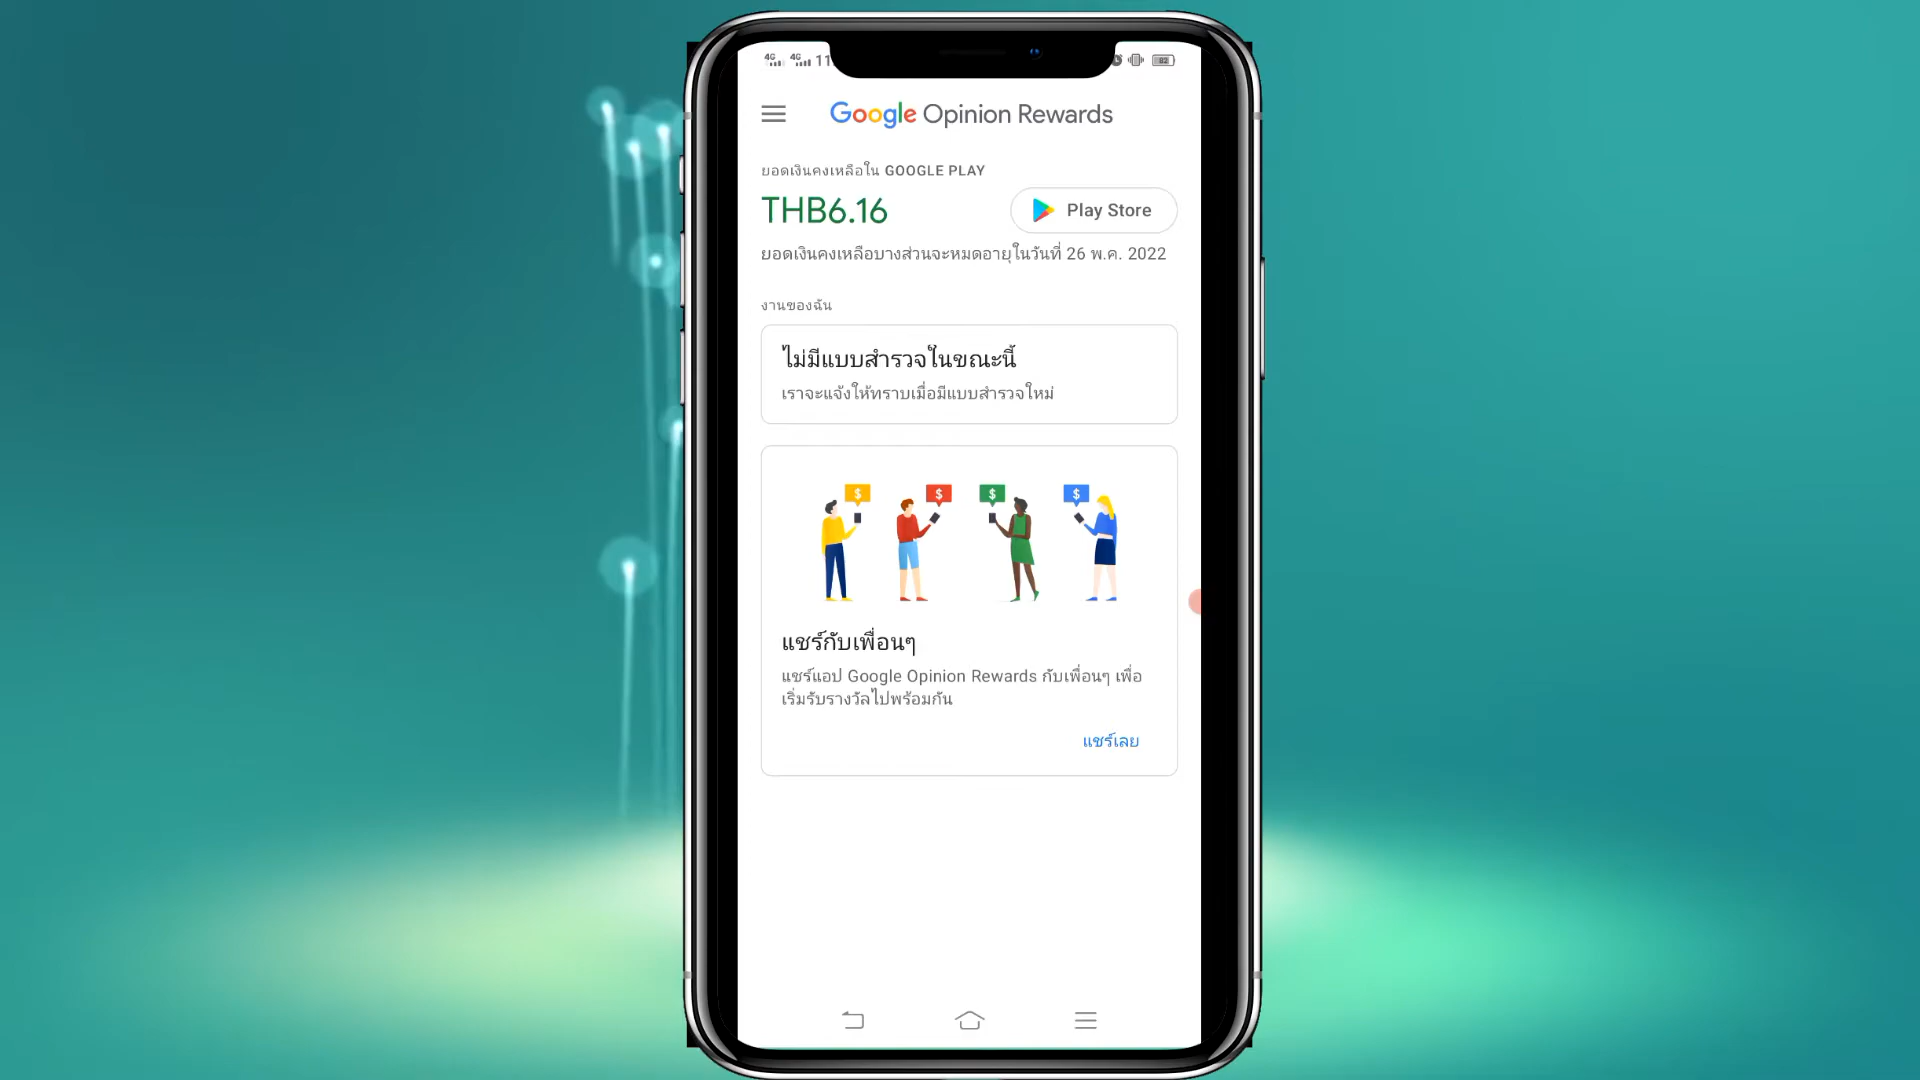 4G 4G 11
82
Google Opinion Rewards
ยอดเงินคงเหลือใน GOOGLE PLAY
THB6.16
Play Store
ยอดเงินคงเหลือบางส่วนจะหมดอายุในวันที่ 26 พ.ค. 2022
งานของฉัน
ไม่มีแบบสำรวจในขณะนี้
เราจะแจ้งให้ทราบเมื่อมีแบบสำรวจใหม่
$ $ $ $
แชร์กับเพื่อนๆ
แชร์แอป Google Opinion Rewards กับเพื่อนๆ เพื่อ
เริ่มรับรางวัลไปพร้อมกัน
แชร์เลย